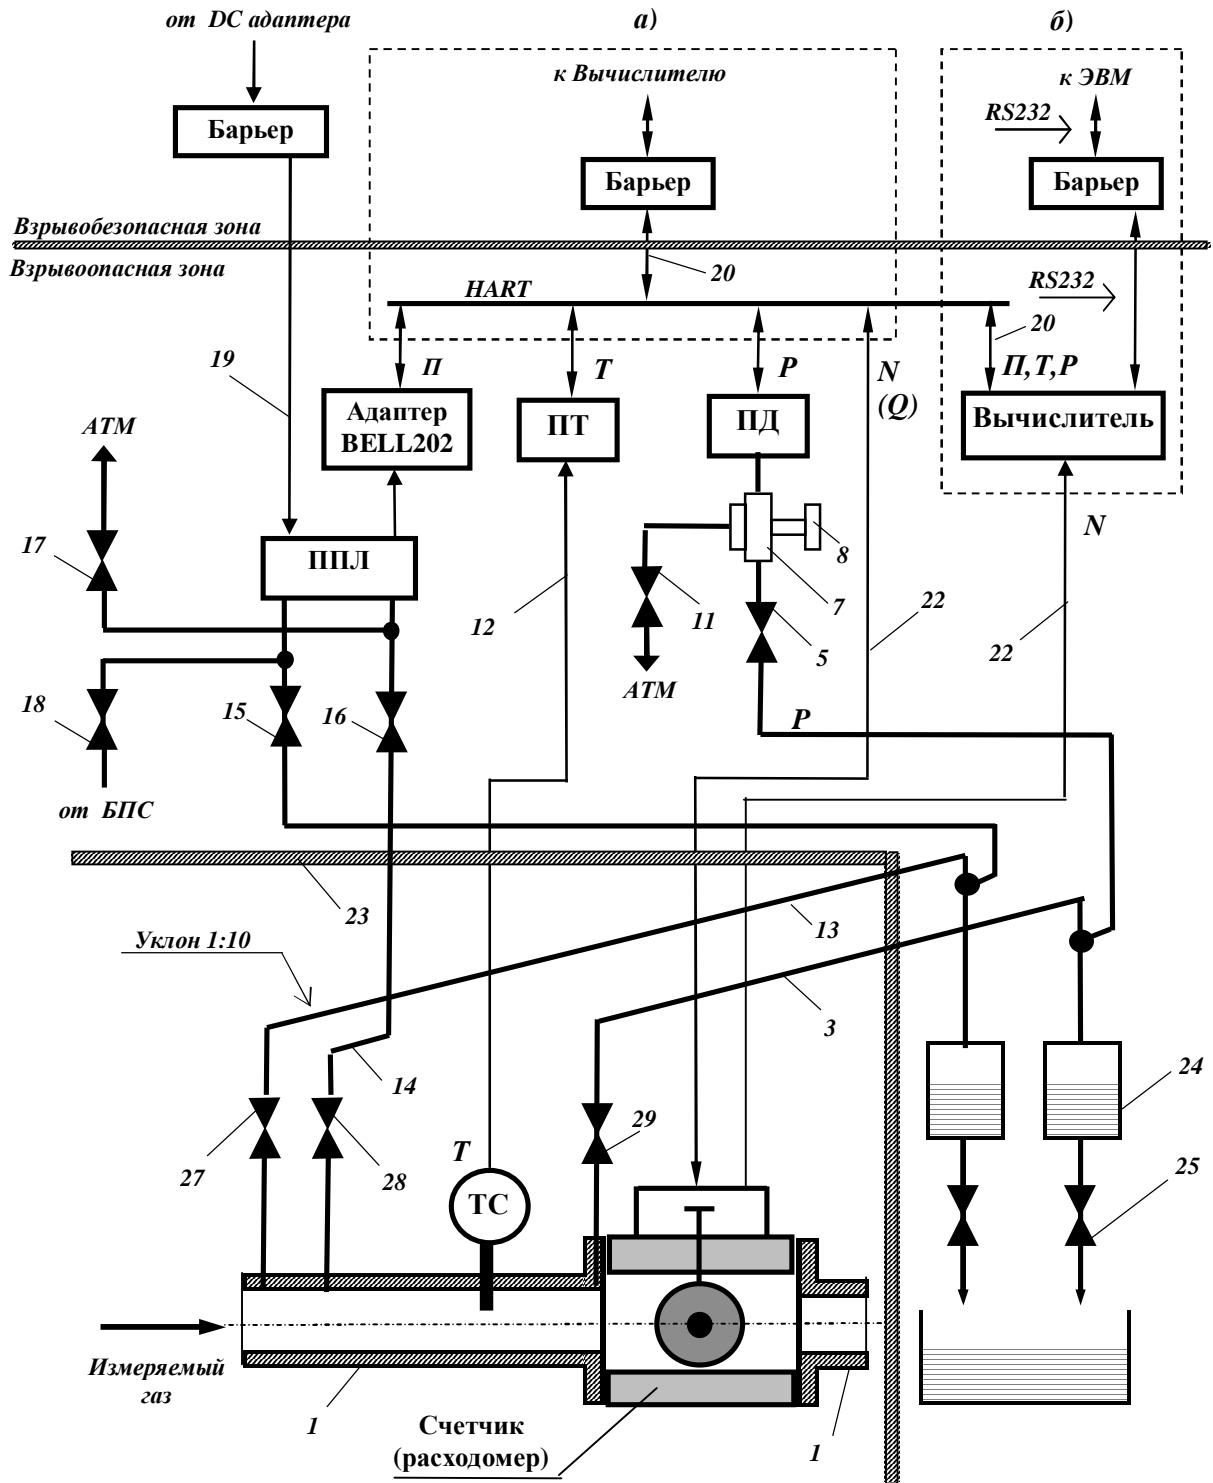 от DC адаптера
а)
б)
к Вычислителю
к ЭВМ
RS232
Барьер
Барьер
Барьер
Взрывобезопасная зона
Взрывоопасная зона
20
HART
RS232
20
19
П
Т
Р
N
(Q)
П,Т,Р
АТМ
Адаптер
BELL202
ПТ
ПД
Вычислитель
N
17
ППЛ
8
7
11
12
22
22
5
АТМ
18
15
16
Р
от БПС
23
13
Уклон 1:10
3
14
24
29
Т
27
28
25
ТС
Измеряемый
газ
1
Счетчик
(расходомер)
1